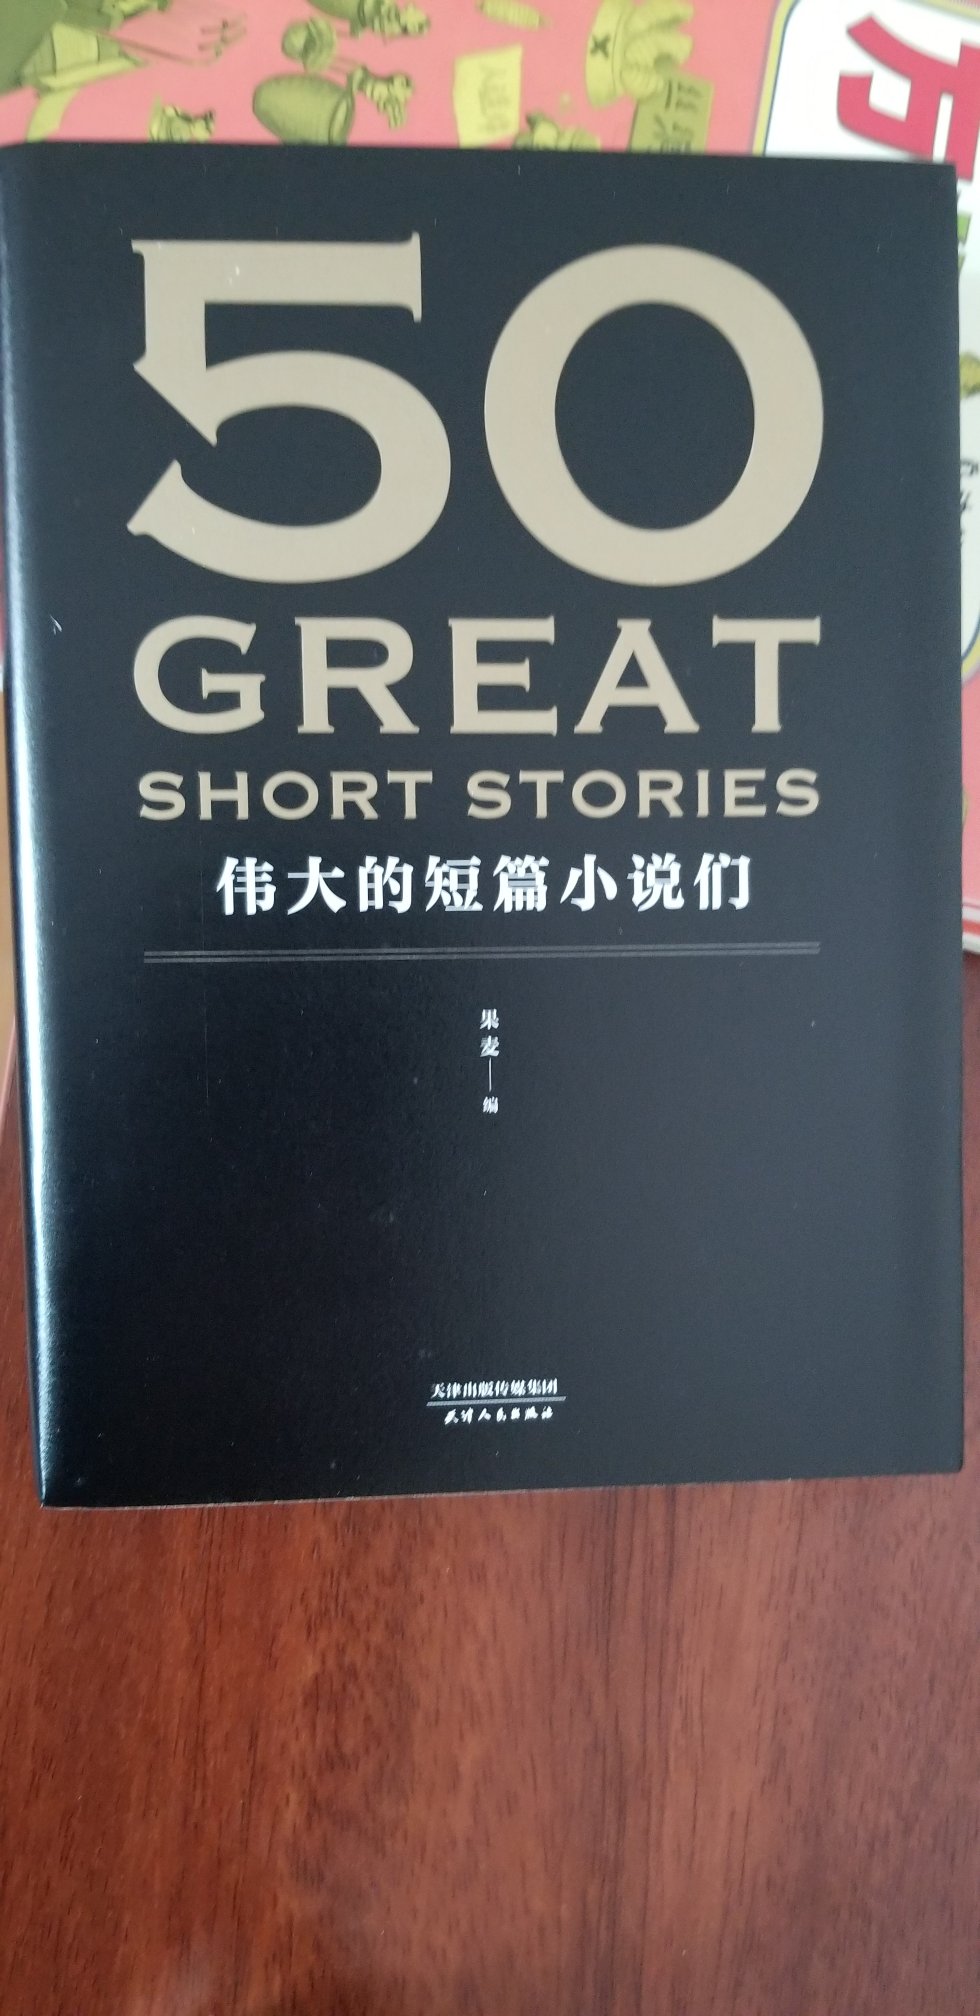 万
50
GREAT
SHORT STORIES
伟大的短篇小说们
果麦——编
天津出版传媒集团
天津人民出版社